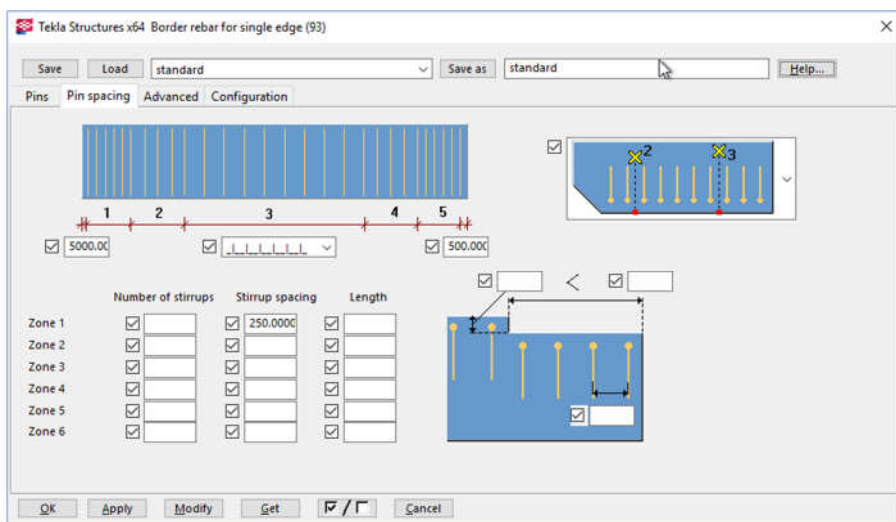 Tekla Structures x64 Border rebar for single edge (93)
Save Load standard Save as standard Help...
Pins Pin spacing Advanced Configuration
2 3
1 2 3 4 5
5000.00 500.00
<
Number of stirrups Stirrup spacing Length
Zone 1 250.0000
Zone 2
Zone 3
Zone 4
Zone 5
Zone 6
OK Apply Modify Get / Cancel